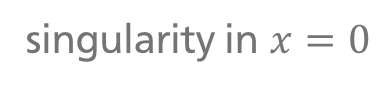 singularity in x = 0